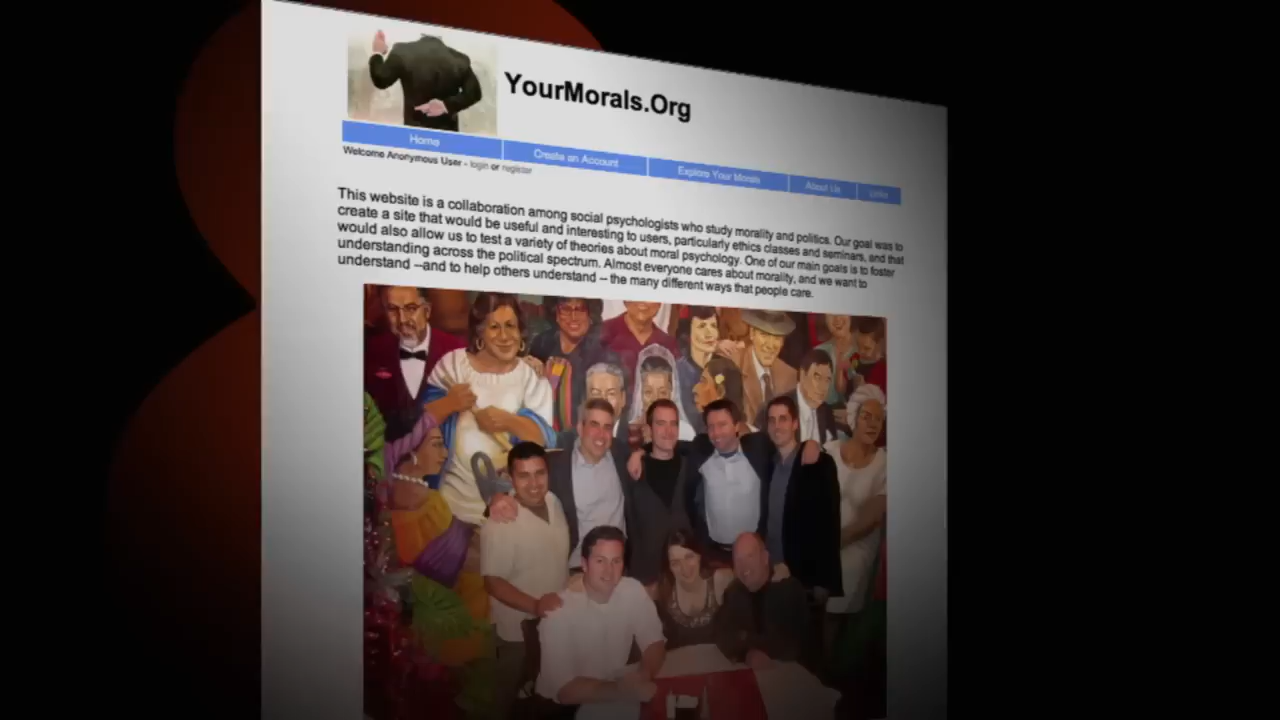 YourMorals.Org
Home Create an Account Explore Your Morals About Us Links
Welcome Anonymous User - login or register
This website is a collaboration among social psychologists who study morality and politics. Our goal was to
create a site that would be useful and interesting to users, particularly ethics classes and seminars, and that
would also allow us to test a variety of theories about moral psychology. One of our main goals is to foster
understanding across the political spectrum. Almost everyone cares about morality, and we want to
understand --and to help others understand -- the many different ways that people care.